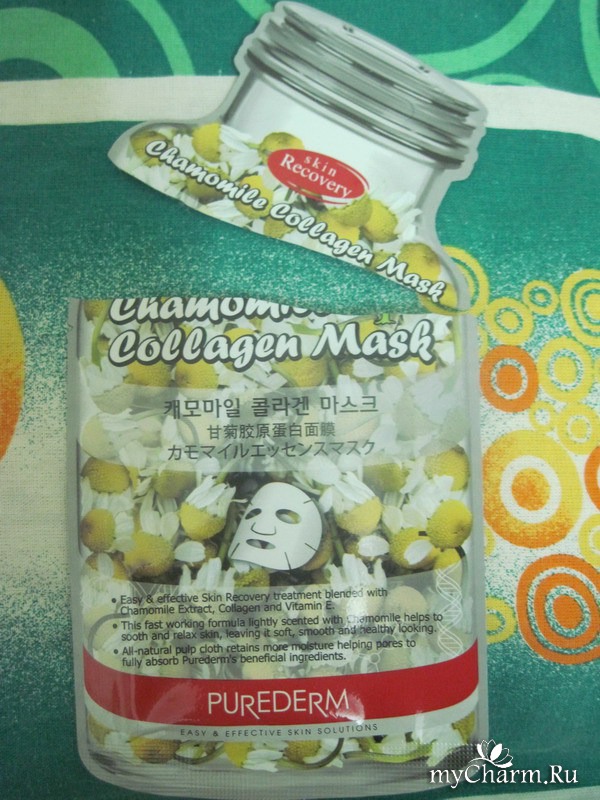 skin
Recovery
Chamomile Collagen Mask
Chamomile
Collagen Mask
캐모마일 콜라겐 마스크
甘菊胶原蛋白面膜
カモマイルエッセンスマスク
• Easy & effective Skin Recovery treatment blended with
Chamomile Extract, Collagen and Vitamin E.
• This fast working formula lightly scented with Chamomile helps to
sooth and relax skin, leaving it soft, smooth and healthy looking.
• All-natural pulp cloth retains more moisture helping pores to
fully absorb Purederm's beneficial ingredients.
PUREDERM
EASY & EFFECTIVE SKIN SOLUTIONS
myCharm.Ru